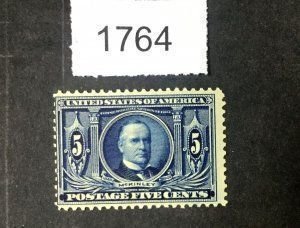 1764
UNITED STATES OF AMERICA
5 5
MCKINLEY
POSTAGE FIVE CENTS